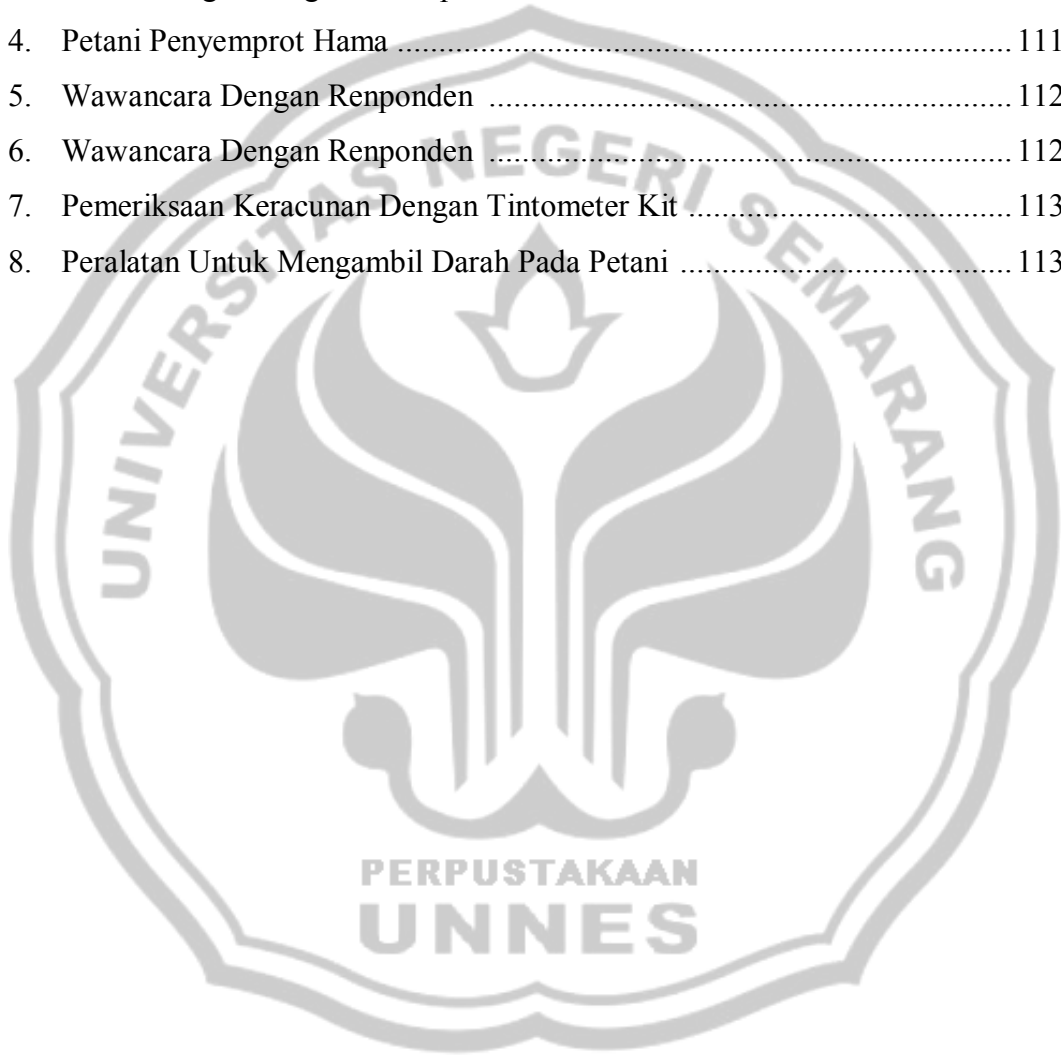 4. Petani Penyemprot Hama ........................................................................... 111
5. Wawancara Dengan Renponden ............................................................... 112
6. Wawancara Dengan Renponden ............................................................... 112
7. Pemeriksaan Keracunan Dengan Tintometer Kit ....................................... 113
8. Peralatan Untuk Mengambil Darah Pada Petani ........................................ 113
UNIVERSITAS NEGERI SEMARANG
PERPUSTAKAAN
UNNES